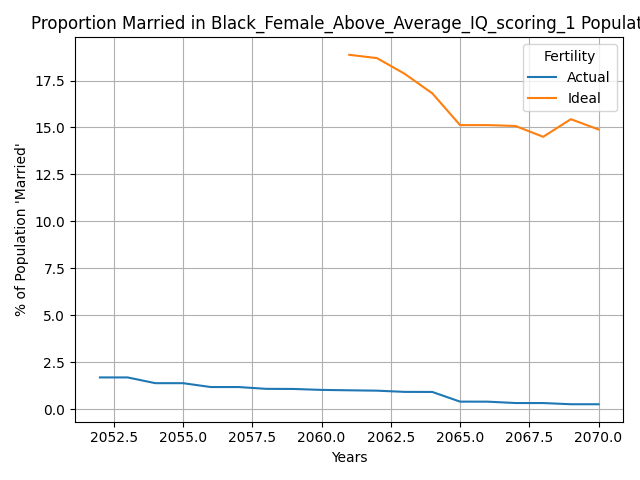 Proportion Married in Black_Female_Above_Average_IQ_scoring_1 Populat
Fertility
Actual
Ideal
17.5
15.0
12.5
10.0
7.5
5.0
2.5
0.0
% of Population 'Married'
2052.5 2055.0 2057.5 2060.0 2062.5 2065.0 2067.5 2070.0
Years